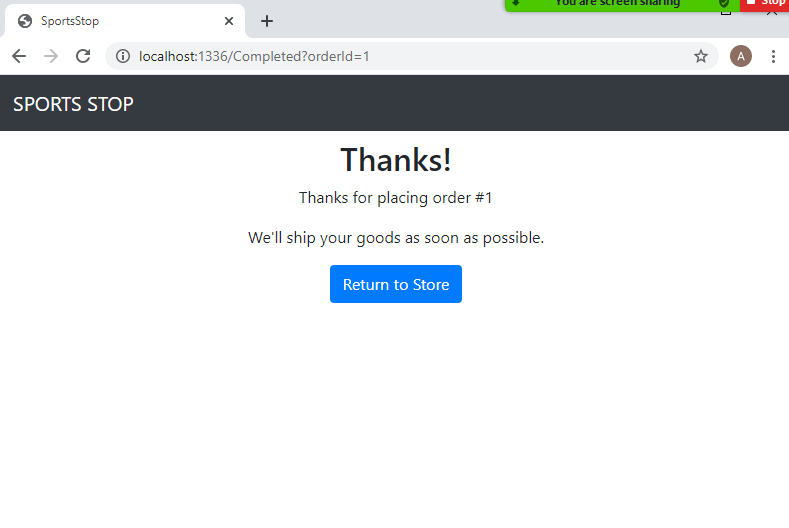 You are screen sharing
Stop
SportsStop
localhost:1336/Completed?orderId=1
A
SPORTS STOP
Thanks!
Thanks for placing order #1
We'll ship your goods as soon as possible.
Return to Store